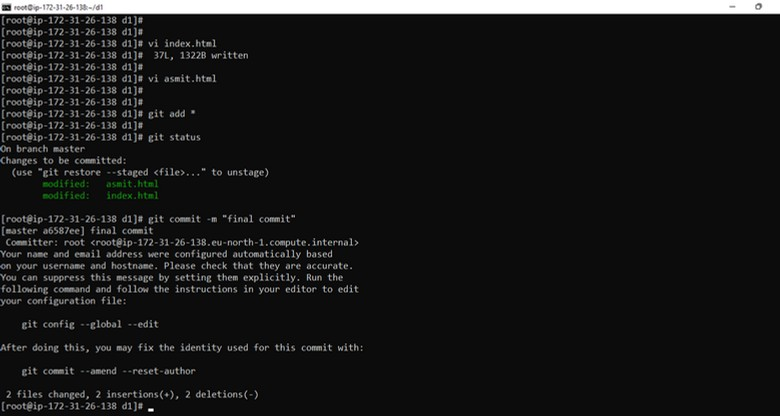 root@ip-172-31-26-138:~/d1
[root@ip-172-31-26-138 d1]#
[root@ip-172-31-26-138 d1]#
[root@ip-172-31-26-138 d1]# vi index.html
[root@ip-172-31-26-138 d1]#  37L, 1322B written
[root@ip-172-31-26-138 d1]#
[root@ip-172-31-26-138 d1]# vi asmit.html
[root@ip-172-31-26-138 d1]#
[root@ip-172-31-26-138 d1]#
[root@ip-172-31-26-138 d1]# git add *
[root@ip-172-31-26-138 d1]#
[root@ip-172-31-26-138 d1]# git status
On branch master
Changes to be committed:
  (use "git restore --staged <file>..." to unstage)
        modified:   asmit.html
        modified:   index.html
[root@ip-172-31-26-138 d1]# git commit -m "final commit"
[master a6587ee] final commit
 Committer: root <root@ip-172-31-26-138.eu-north-1.compute.internal>
Your name and email address were configured automatically based
on your username and hostname. Please check that they are accurate.
You can suppress this message by setting them explicitly. Run the
following command and follow the instructions in your editor to edit
your configuration file:
    git config --global --edit
After doing this, you may fix the identity used for this commit with:
    git commit --amend --reset-author
 2 files changed, 2 insertions(+), 2 deletions(-)
[root@ip-172-31-26-138 d1]#